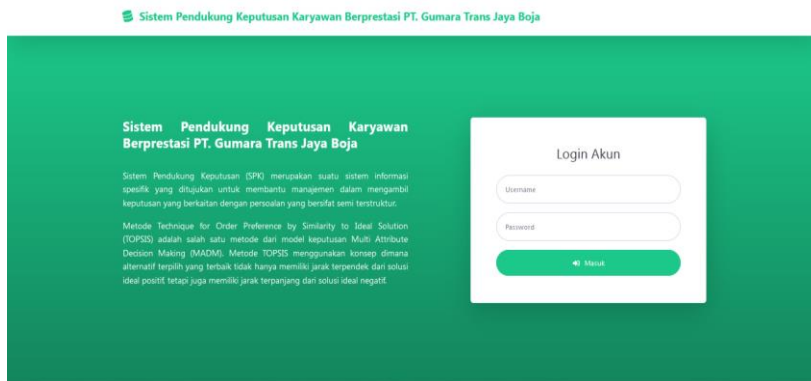 Sistem Pendukung Keputusan Karyawan Berprestasi PT. Gumara Trans Jaya Boja
Sistem Pendukung Keputusan Karyawan
Berprestasi PT. Gumara Trans Jaya Boja
Sistem Pendukung Keputusan (SPK) merupakan suatu sistem informasi
spesifik yang ditujukan untuk membantu manajemen dalam mengambil
keputusan yang berkaitan dengan persoalan yang bersifat semi terstruktur.
Metode Technique for Order Preference by Similarity to Ideal Solution
(TOPSIS) adalah salah satu metode dari model keputusan Multi Attribute
Decision Making (MADM). Metode TOPSIS menggunakan konsep dimana
alternatif terpilih yang terbaik tidak hanya memiliki jarak terpendek dari solusi
ideal positif, tetapi juga memiliki jarak terpanjang dari solusi ideal negatif.
Login Akun
Username
Password
Masuk